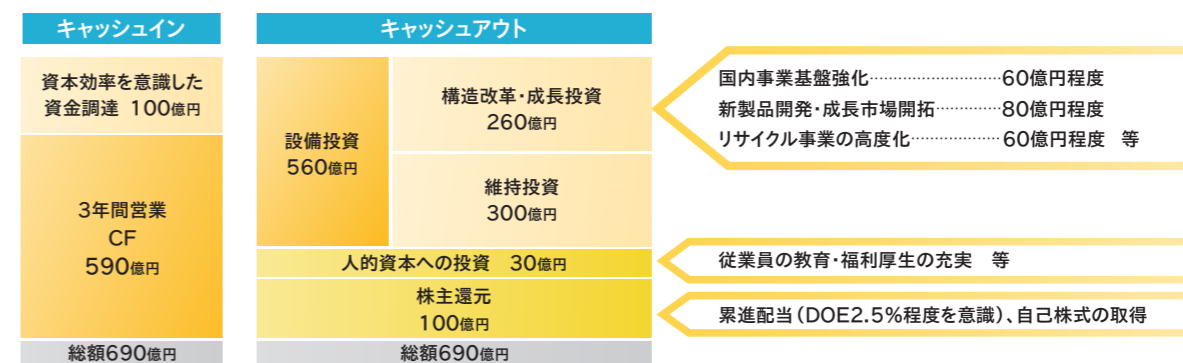 キャッシュイン
資本効率を意識した
資金調達 100億円
3年間営業
CF
590億円
総額690億円
キャッシュアウト
設備投資
560億円
構造改革・成長投資
260億円
維持投資
300億円
人的資本への投資 30億円
株主還元
100億円
総額690億円
国内事業基盤強化…………………………60億円程度
新製品開発・成長市場開拓……………80億円程度
リサイクル事業の高度化…………………60億円程度 等
従業員の教育・福利厚生の充実 等
累進配当（DOE2.5%程度を意識）、自己株式の取得